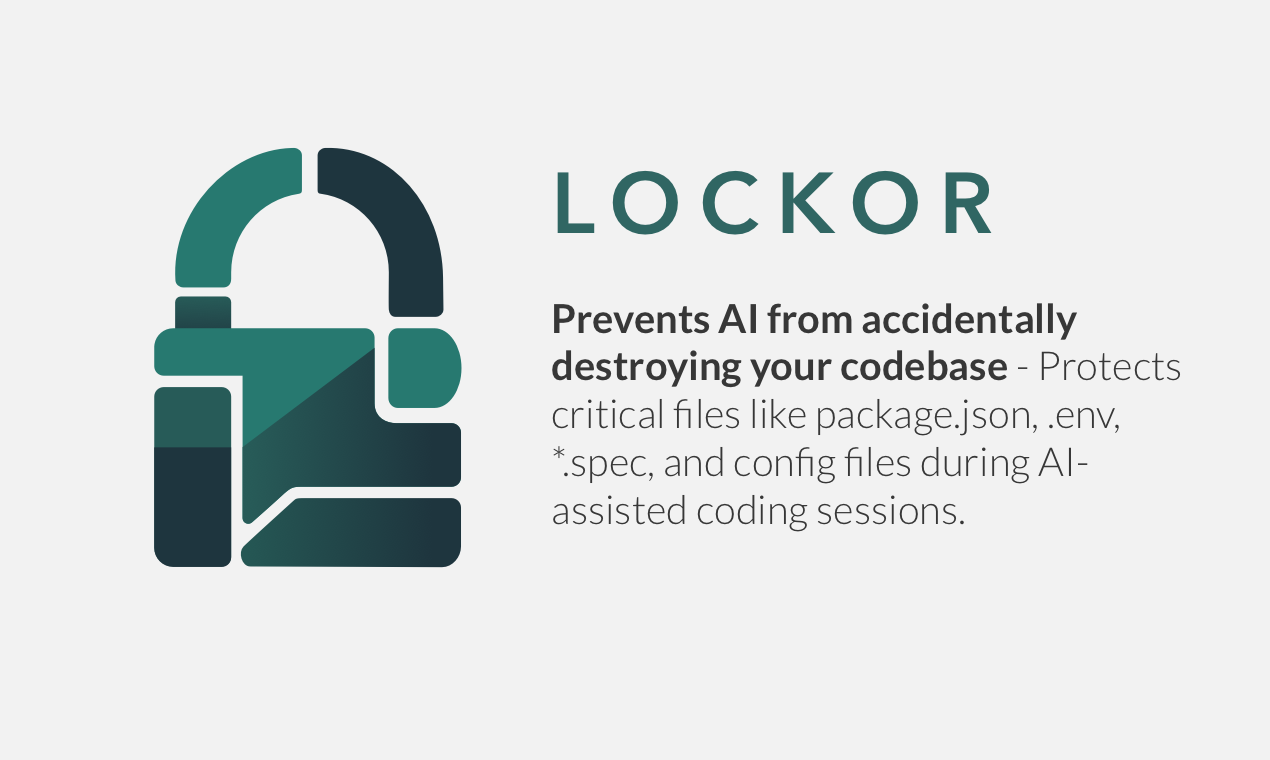 LOCKOR
Prevents AI from accidentally
destroying your codebase - Protects
critical files like package.json, .env,
*.spec, and config files during AI-
assisted coding sessions.